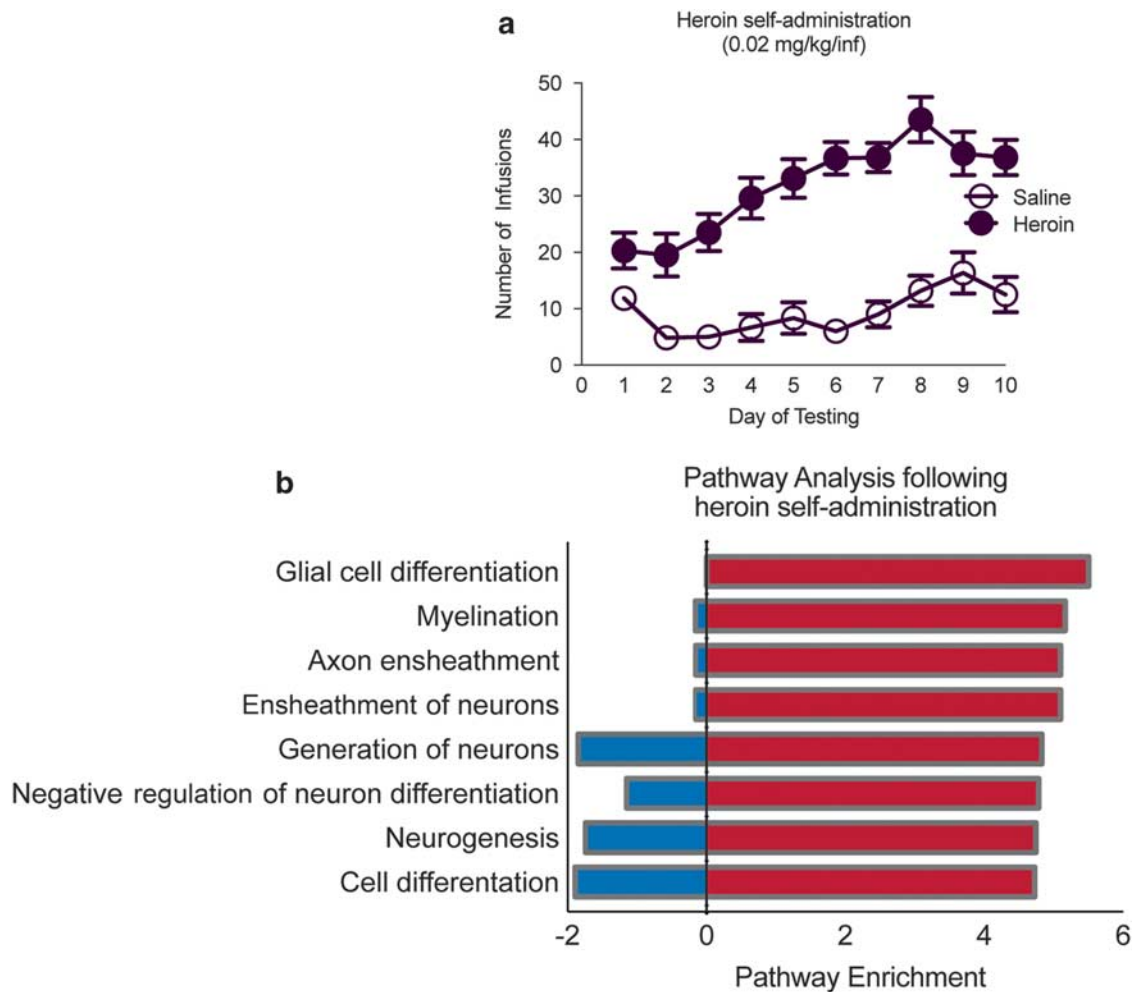 a
Heroin self-administration
(0.02 mg/kg/inf)
Number of Infusions
50
40
30
20
10
0
Saline
Heroin
0 1 2 3 4 5 6 7 8 9 10
Day of Testing
b
Pathway Analysis following
heroin self-administration
Glial cell differentiation
Myelination
Axon ensheathment
Ensheathment of neurons
Generation of neurons
Negative regulation of neuron differentiation
Neurogenesis
Cell differentation
-2 0 2 4 6
Pathway Enrichment